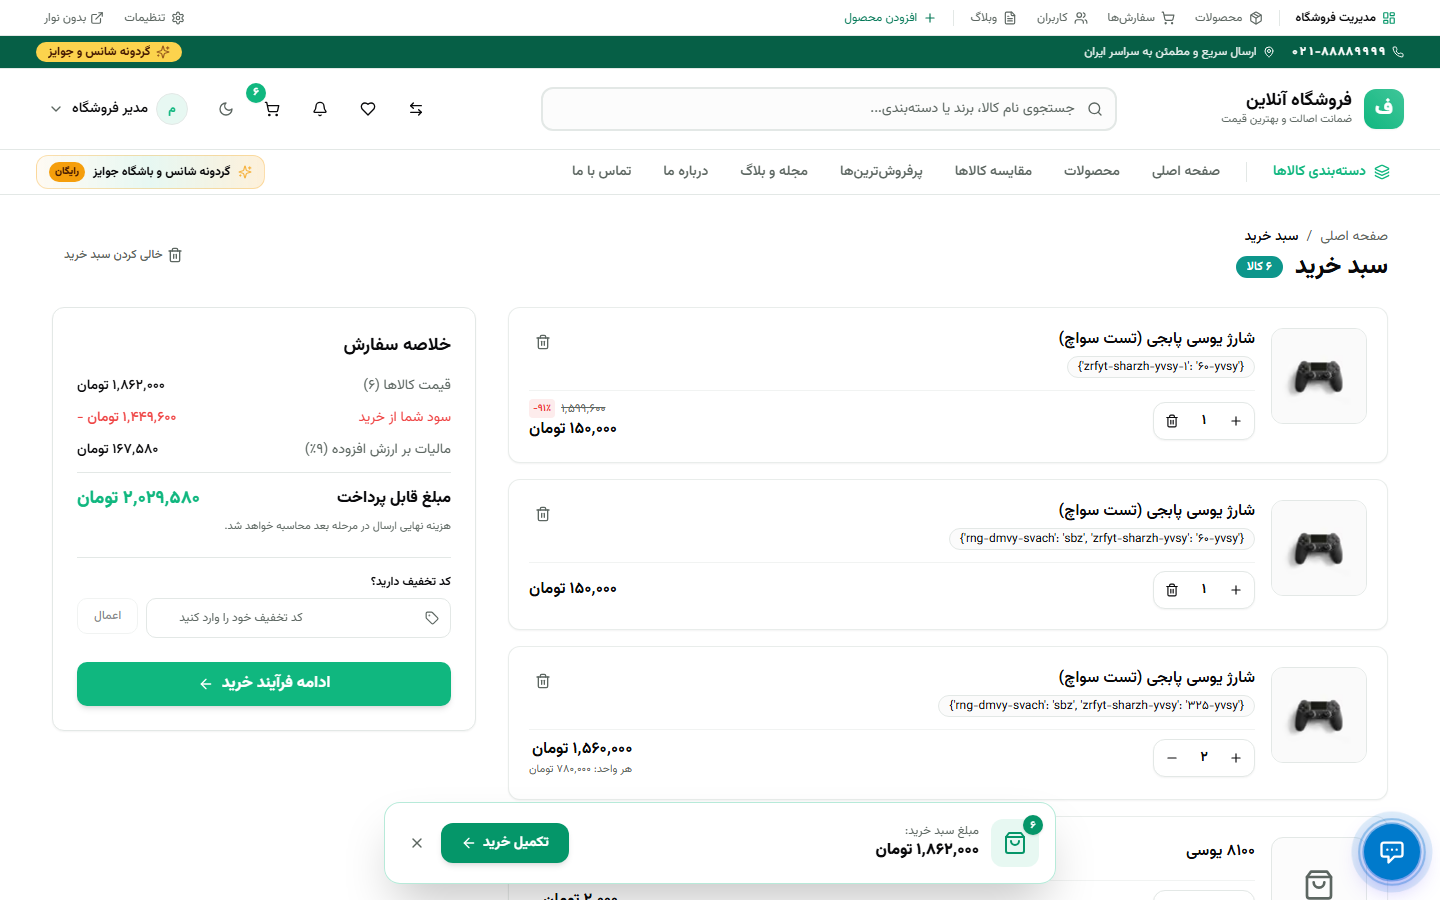 مدیریت فروشگاه
محصولات
سفارش‌ها
کاربران
وبلاگ
افزودن محصول
تنظیمات
بدون نوار
۰۲۱-۸۸۸۸۹۹۹۹
ارسال سریع و مطمئن به سراسر ایران
گردونه شانس و جوایز
ف
فروشگاه آنلاین
ضمانت اصالت و بهترین قیمت
جستجوی نام کالا، برند یا دسته‌بندی...
۶
م
مدیر فروشگاه
دسته‌بندی کالاها
صفحه اصلی
محصولات
مقایسه کالاها
پرفروش‌ترین‌ها
مجله و بلاگ
درباره ما
تماس با ما
گردونه شانس و باشگاه جوایز
رایگان
صفحه اصلی / سبد خرید
سبد خرید
۶ کالا
خالی کردن سبد خرید
شارژ یوسی پابجی (تست سواچ)
{'zrfyt-sharzh-yvsy-۱': '۶۰-yvsy'}
۱
۱,۵۹۹,۶۰۰
-۹۱٪
۱۵۰,۰۰۰ تومان
شارژ یوسی پابجی (تست سواچ)
{'rng-dmvy-svach': 'sbz', 'zrfyt-sharzh-yvsy': '۶۰-yvsy'}
۱
۱۵۰,۰۰۰ تومان
شارژ یوسی پابجی (تست سواچ)
{'rng-dmvy-svach': 'sbz', 'zrfyt-sharzh-yvsy': '۳۲۵-yvsy'}
۲
۱,۵۶۰,۰۰۰ تومان
هر واحد: ۷۸۰,۰۰۰ تومان
۸۱۰۰ یوسی
۲,۰۰۰ تومان
خلاصه سفارش
قیمت کالاها (۶)
۱,۸۶۲,۰۰۰ تومان
سود شما از خرید
۱,۴۴۹,۶۰۰ تومان -
مالیات بر ارزش افزوده (۹٪)
۱۶۷,۵۸۰ تومان
مبلغ قابل پرداخت
۲,۰۲۹,۵۸۰ تومان
هزینه نهایی ارسال در مرحله بعد محاسبه خواهد شد.
کد تخفیف دارید؟
کد تخفیف خود را وارد کنید
اعمال
ادامه فرآیند خرید
۶
مبلغ سبد خرید:
۱,۸۶۲,۰۰۰ تومان
تکمیل خرید